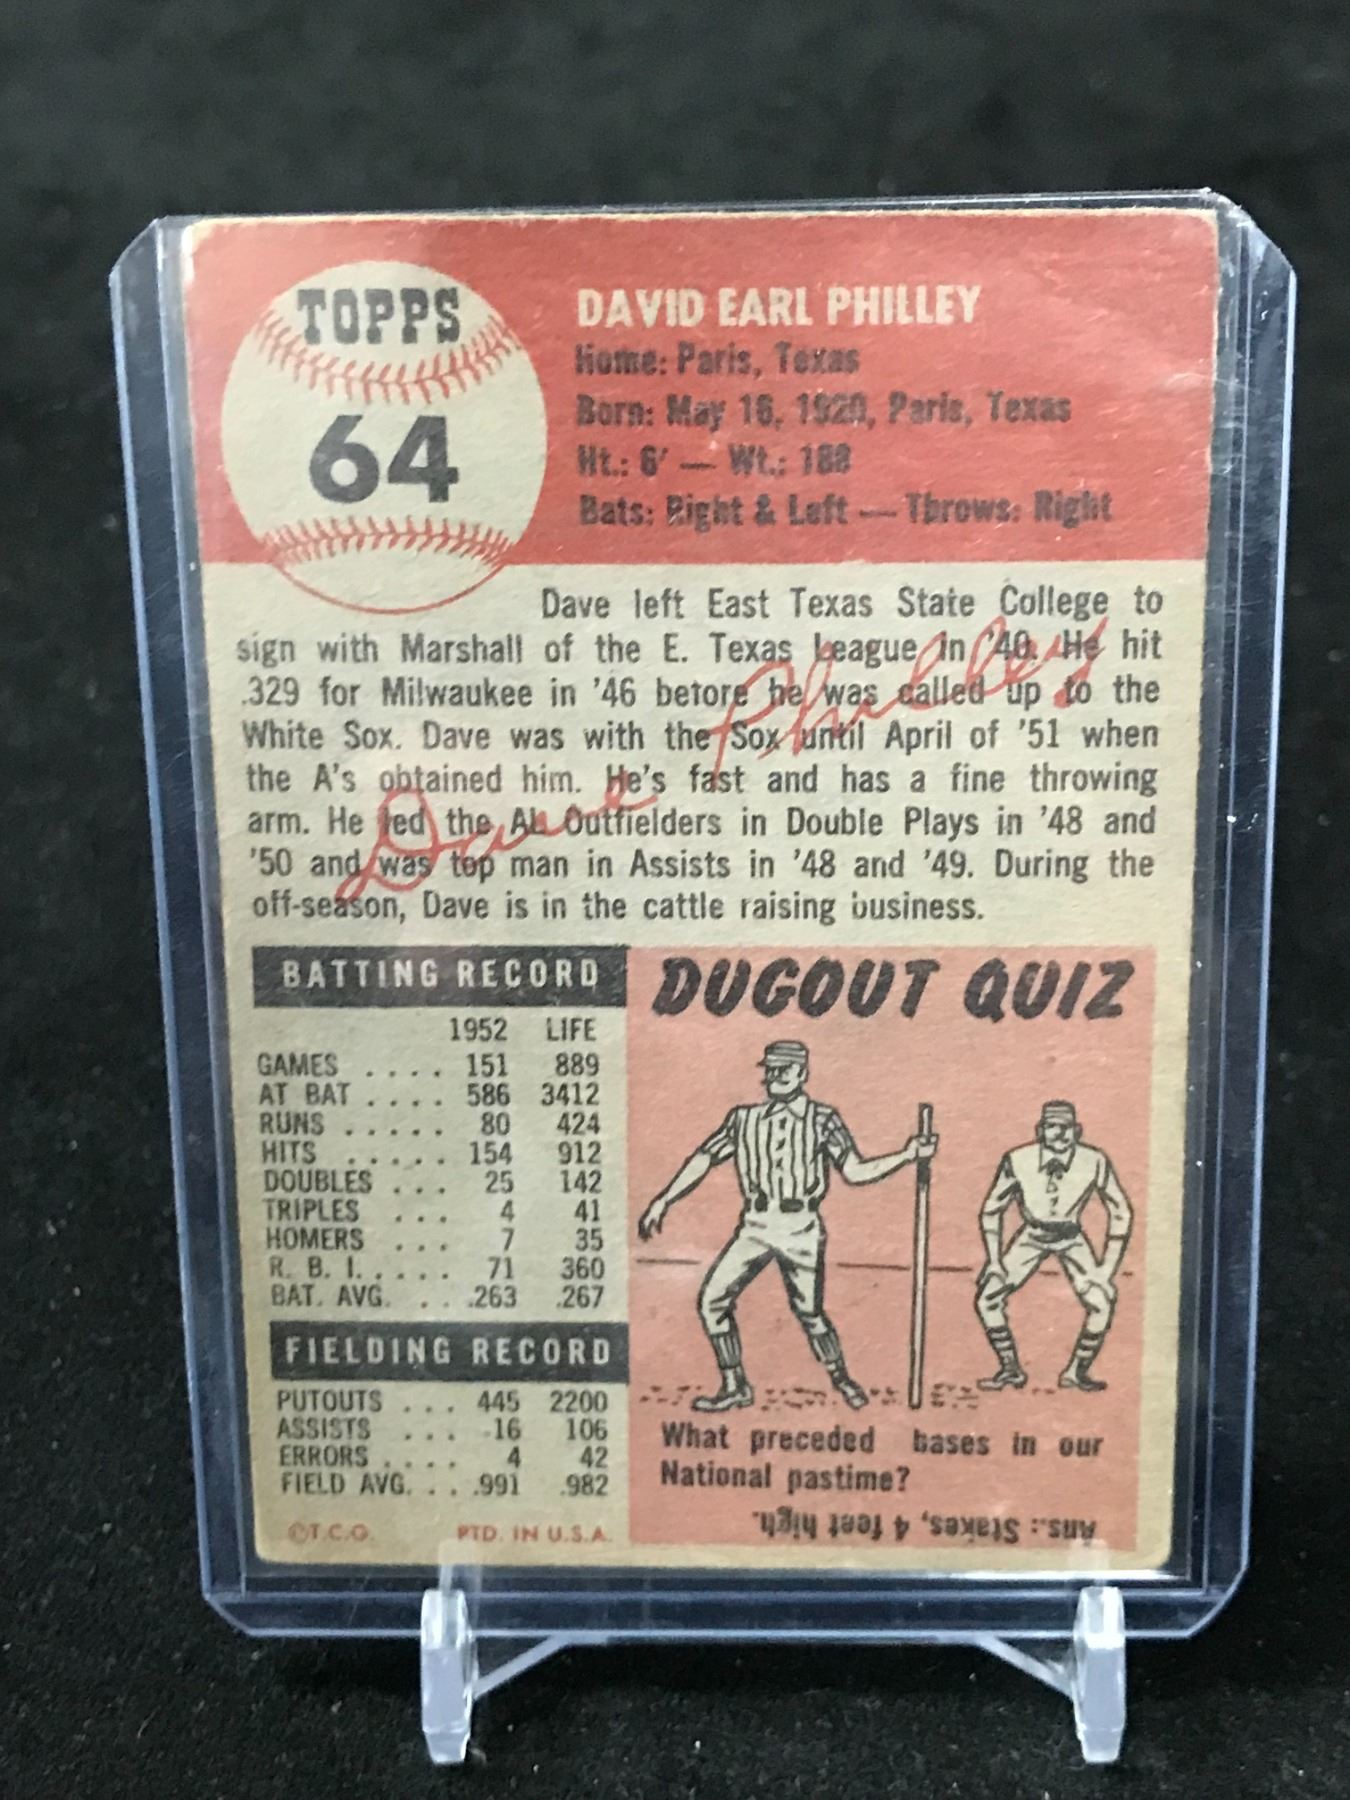 TOPPS
64
DAVID EARL PHILLEY
Home: Paris, Texas
Born: May 16, 1920, Paris, Texas
Ht.: 6' — Wt.: 188
Bats: Right & Left — Throws: Right
Dave left East Texas State College to
sign with Marshall of the E. Texas League in '40. He hit
.329 for Milwaukee in '46 before he was called up to the
White Sox. Dave was with the Sox until April of '51 when
the A's obtained him. He's fast and has a fine throwing
arm. He led the AL Outfielders in Double Plays in '48 and
'50 and was top man in Assists in '48 and '49. During the
off-season, Dave is in the cattle raising business.
Dave Philley
BATTING RECORD
1952 LIFE
GAMES .... 151 889
AT BAT .... 586 3412
RUNS ..... 80 424
HITS ..... 154 912
DOUBLES ... 25 142
TRIPLES ... 4 41
HOMERS ... 7 35
R. B. I. .... 71 360
BAT. AVG. .. .263 .267
FIELDING RECORD
PUTOUTS ... 445 2200
ASSISTS ... 16 106
ERRORS .... 4 42
FIELD AVG. .. .991 .982
©T.C.G. PTD. IN U.S.A.
DUGOUT QUIZ
What preceded bases in our
National pastime?
Ans.: Stakes, 4 feet high.